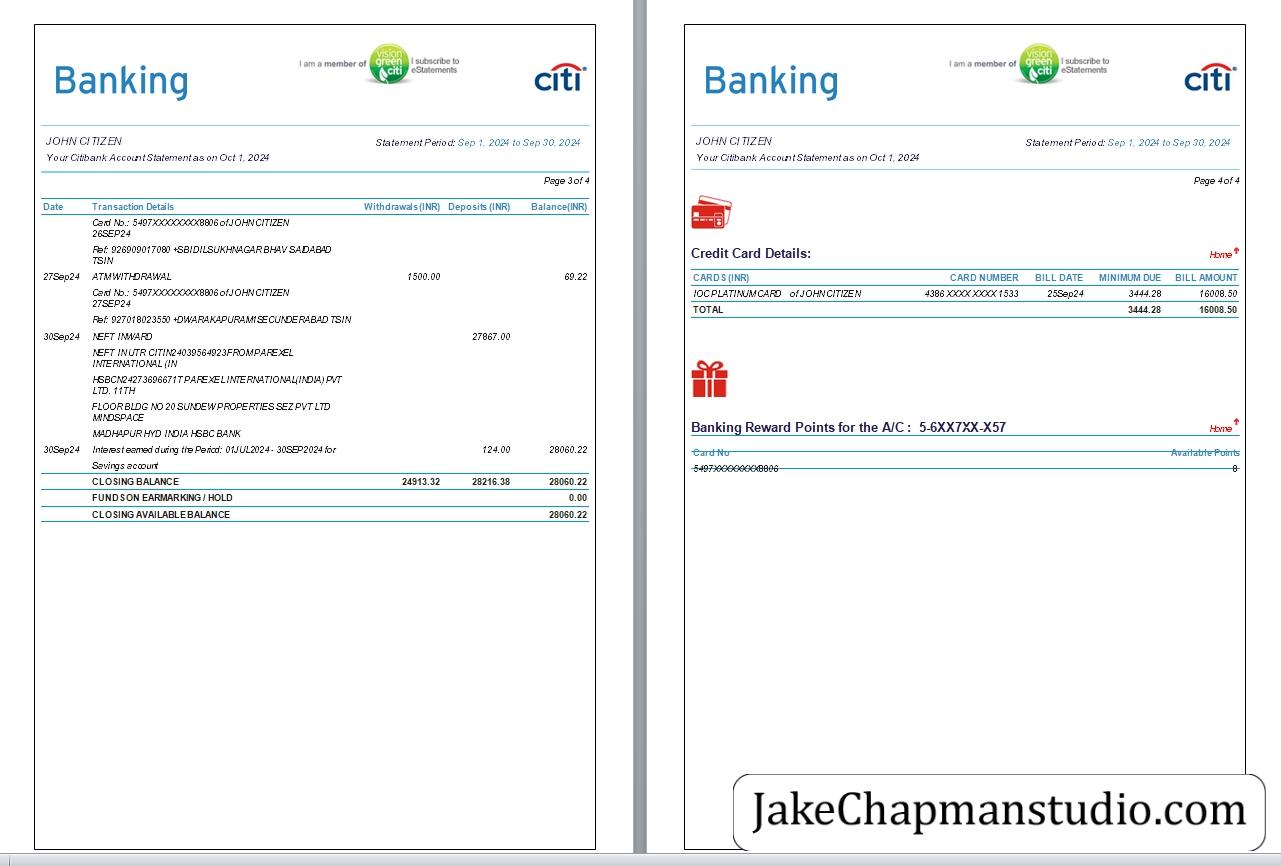 Banking
I am a member of vision green citi I subscribe to eStatements
citi
JOHN CITIZEN
Statement Period: Sep 1, 2024 to Sep 30, 2024
Your Citibank Account Statement as on Oct 1, 2024
Page 3 of 4
Date Transaction Details Withdrawals (INR) Deposits (INR) Balance(INR)
Card No.: 5497XXXXXXXX8806 of JOHN CITIZEN
26SEP24
Ref: 926909017080 +SBI DILSUKHNAGAR BHAV SAIDABAD
TSIN
27Sep24 ATM WITHDRAWAL 1500.00 69.22
Card No.: 5497XXXXXXXX8806 of JOHN CITIZEN
27SEP24
Ref: 927018023550 +DWARAKAPURAM1SECUNDERABAD TSIN
30Sep24 NEFT INWARD 27867.00
NEFT IN UTR CITIN24039564923 FROM PAREXEL
INTERNATIONAL (IN
HSBCN24273696671T PAREXEL INTERNATIONAL(INDIA) PVT
LTD. 11TH
FLOOR BLDG NO 20 SUNDEW PROPERTIES SEZ PVT LTD
MINDSPACE
MADHAPUR HYD INDIA HSBC BANK
30Sep24 Interest earned during the Period: 01JUL2024 - 30SEP2024 for 124.00 28060.22
Savings account
CLOSING BALANCE 24913.32 28216.38 28060.22
FUNDS ON EARMARKING / HOLD 0.00
CLOSING AVAILABLE BALANCE 28060.22
Banking
I am a member of vision green citi I subscribe to eStatements
citi
JOHN CITIZEN
Statement Period: Sep 1, 2024 to Sep 30, 2024
Your Citibank Account Statement as on Oct 1, 2024
Page 4 of 4
Credit Card Details: Home
CARDS (INR) CARD NUMBER BILL DATE MINIMUM DUE BILL AMOUNT
IOC PLATINUM CARD of JOHN CITIZEN 4386 XXXX XXXX 1533 25Sep24 3444.28 16008.50
TOTAL 3444.28 16008.50
Banking Reward Points for the A/C : 5-6XX7XX-X57 Home
Card No Available Points
5497XXXXXXXX8806 0
JakeChapmanstudio.com